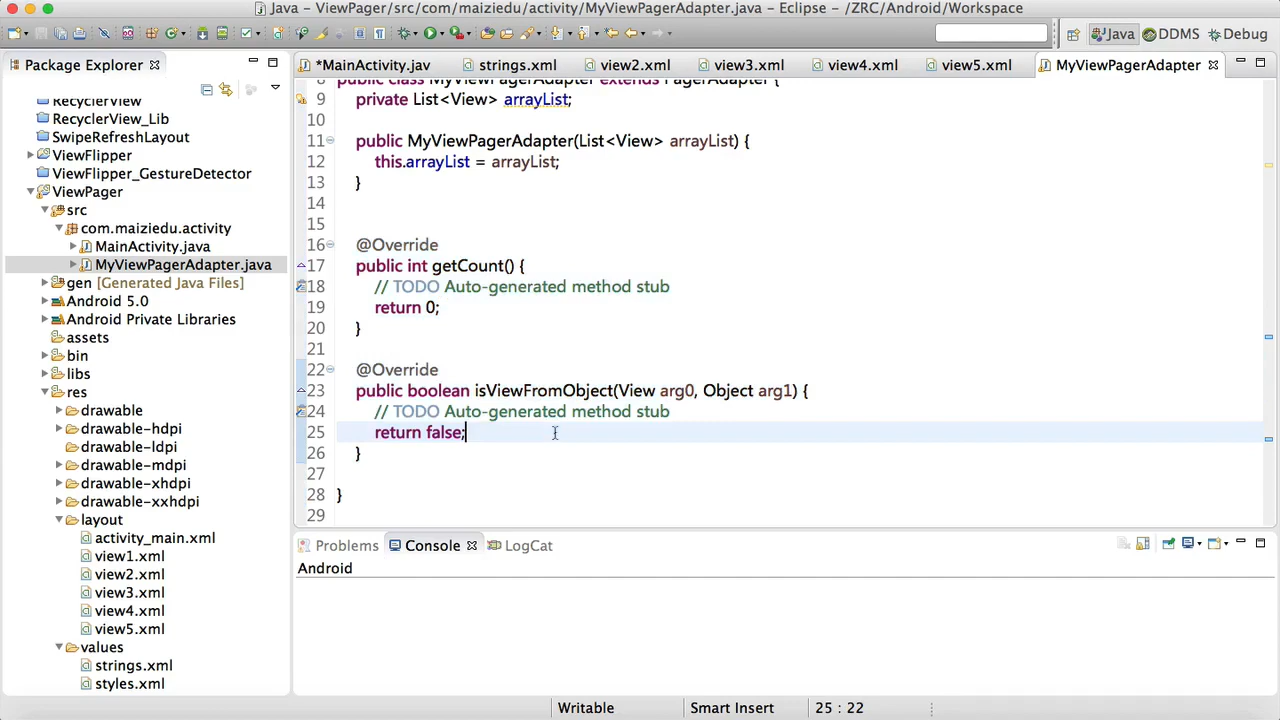 Java – ViewPager/src/com/maiziedu/activity/MyViewPagerAdapter.java – Eclipse – /ZRC/Android/Workspace
Java
DDMS
Debug
Package Explorer
RecyclerView
RecyclerView_Lib
SwipeRefreshLayout
ViewFlipper
ViewFlipper_GestureDetector
ViewPager
src
com.maiziedu.activity
MainActivity.java
MyViewPagerAdapter.java
gen [Generated Java Files]
Android 5.0
Android Private Libraries
assets
bin
libs
res
drawable
drawable-hdpi
drawable-ldpi
drawable-mdpi
drawable-xhdpi
drawable-xxhdpi
layout
activity_main.xml
view1.xml
view2.xml
view3.xml
view4.xml
view5.xml
values
strings.xml
styles.xml
*MainActivity.jav
strings.xml
view2.xml
view3.xml
view4.xml
view5.xml
MyViewPagerAdapter
8 public class MyViewPagerAdapter extends PagerAdapter {
9 private List<View> arrayList;
10
11 public MyViewPagerAdapter(List<View> arrayList) {
12 this.arrayList = arrayList;
13 }
14
15
16 @Override
17 public int getCount() {
18 // TODO Auto-generated method stub
19 return 0;
20 }
21
22 @Override
23 public boolean isViewFromObject(View arg0, Object arg1) {
24 // TODO Auto-generated method stub
25 return false;
26 }
27
28 }
29
Problems
Console
LogCat
Android
Writable
Smart Insert
25 : 22